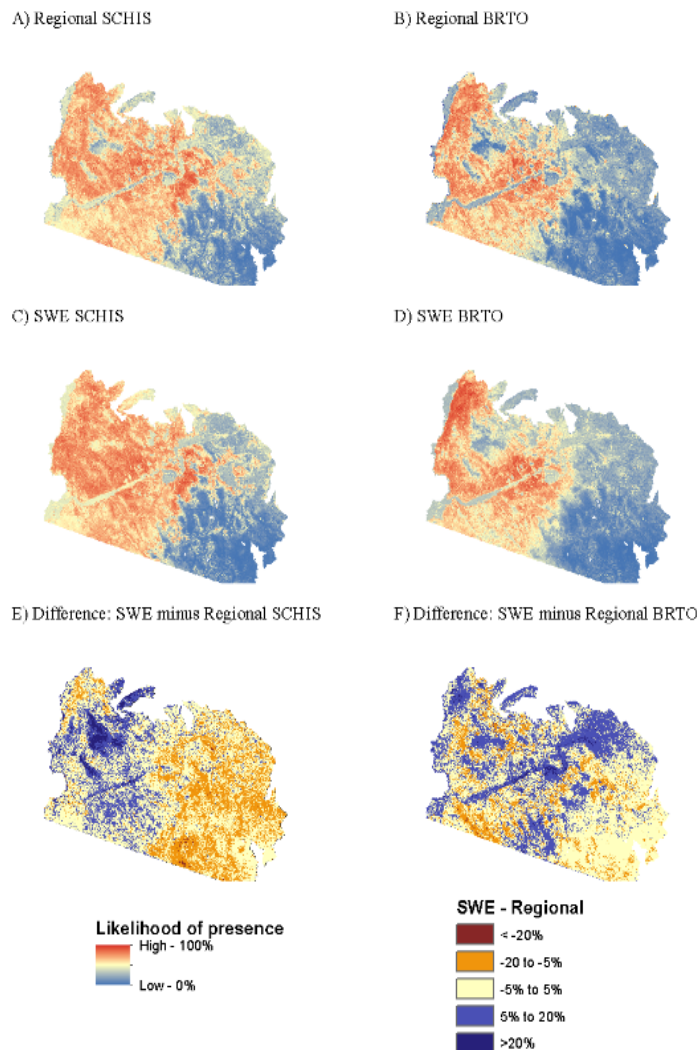 A) Regional SCHIS
B) Regional BRTO
C) SWE SCHIS
D) SWE BRTO
E) Difference: SWE minus Regional SCHIS
F) Difference: SWE minus Regional BRTO
Likelihood of presence
High - 100%
Low - 0%
SWE - Regional
< -20%
-20 to -5%
-5% to 5%
5% to 20%
>20%